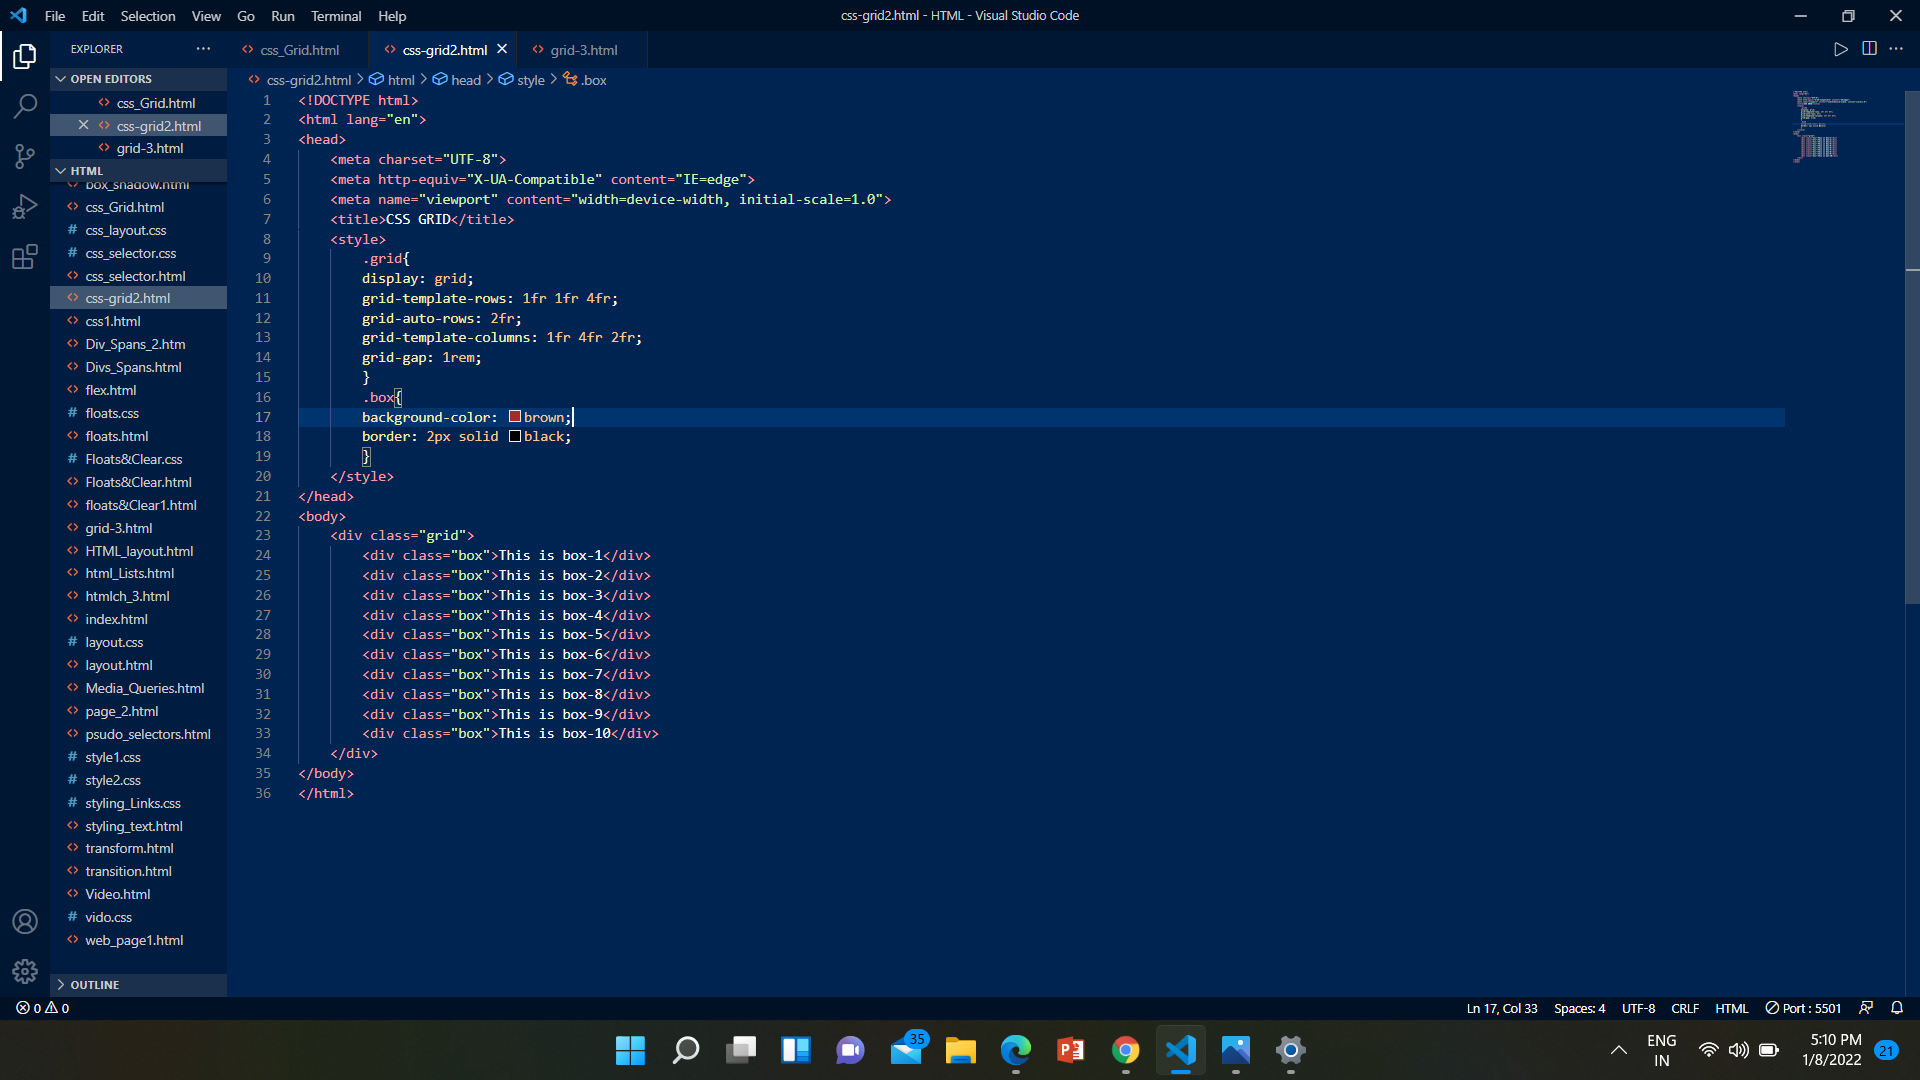 File Edit Selection View Go Run Terminal Help
css-grid2.html - HTML - Visual Studio Code
EXPLORER
css_Grid.html
css-grid2.html
grid-3.html
OPEN EDITORS
css_Grid.html
css-grid2.html
grid-3.html
HTML
box_shadow.html
css_Grid.html
css_layout.css
css_selector.css
css_selector.html
css-grid2.html
css1.html
Div_Spans_2.htm
Divs_Spans.html
flex.html
floats.css
floats.html
Floats&Clear.css
Floats&Clear.html
floats&Clear1.html
grid-3.html
HTML_layout.html
html_Lists.html
htmlch_3.html
index.html
layout.css
layout.html
Media_Queries.html
page_2.html
psudo_selectors.html
style1.css
style2.css
styling_Links.css
styling_text.html
transform.html
transition.html
Video.html
vido.css
web_page1.html
OUTLINE
css-grid2.html > html > head > style > .box
1 <!DOCTYPE html>
2 <html lang="en">
3 <head>
4 <meta charset="UTF-8">
5 <meta http-equiv="X-UA-Compatible" content="IE=edge">
6 <meta name="viewport" content="width=device-width, initial-scale=1.0">
7 <title>CSS GRID</title>
8 <style>
9 .grid{
10 display: grid;
11 grid-template-rows: 1fr 1fr 4fr;
12 grid-auto-rows: 2fr;
13 grid-template-columns: 1fr 4fr 2fr;
14 grid-gap: 1rem;
15 }
16 .box{
17 background-color: brown;
18 border: 2px solid black;
19 }
20 </style>
21 </head>
22 <body>
23 <div class="grid">
24 <div class="box">This is box-1</div>
25 <div class="box">This is box-2</div>
26 <div class="box">This is box-3</div>
27 <div class="box">This is box-4</div>
28 <div class="box">This is box-5</div>
29 <div class="box">This is box-6</div>
30 <div class="box">This is box-7</div>
31 <div class="box">This is box-8</div>
32 <div class="box">This is box-9</div>
33 <div class="box">This is box-10</div>
34 </div>
35 </body>
36 </html>
0 0
Ln 17, Col 33 Spaces: 4 UTF-8 CRLF HTML Port : 5501
35
ENG
IN
5:10 PM
1/8/2022
21